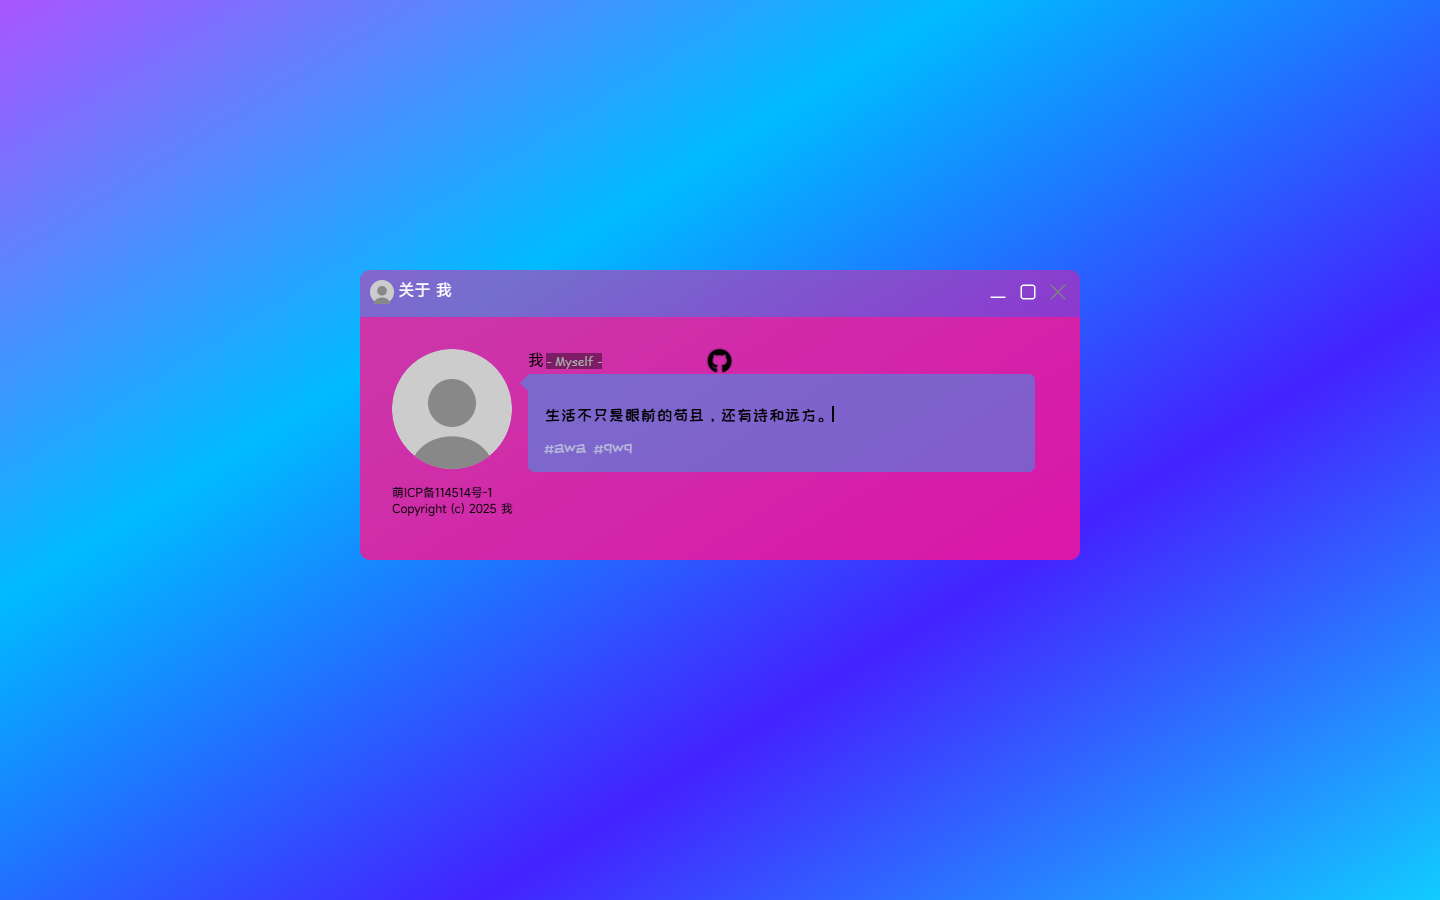 关于 我
我 - Myself -
生活不只是眼前的苟且，还有诗和远方。
#awa #qwq
萌ICP备114514号-1
Copyright (c) 2025 我